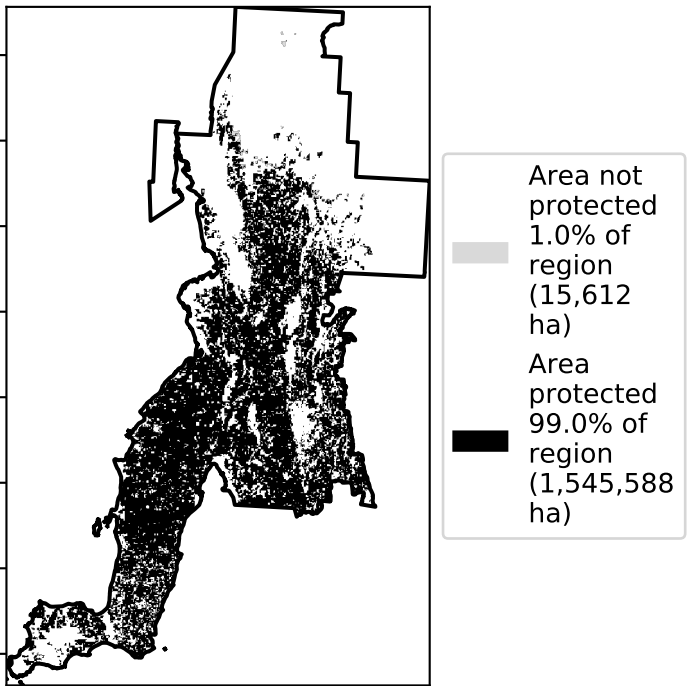 Area not
protected
1.0% of
region
(15,612
ha)
Area
protected
99.0% of
region
(1,545,588
ha)